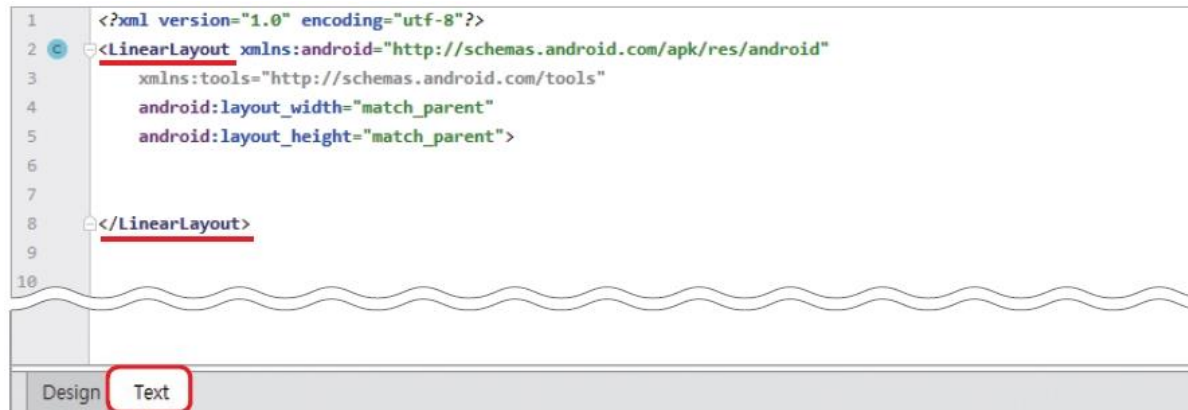 1 <?xml version="1.0" encoding="utf-8"?>
2 C <LinearLayout xmlns:android="http://schemas.android.com/apk/res/android"
3 xmlns:tools="http://schemas.android.com/tools"
4 android:layout_width="match_parent"
5 android:layout_height="match_parent">
6
7
8 </LinearLayout>
9
10
Design Text